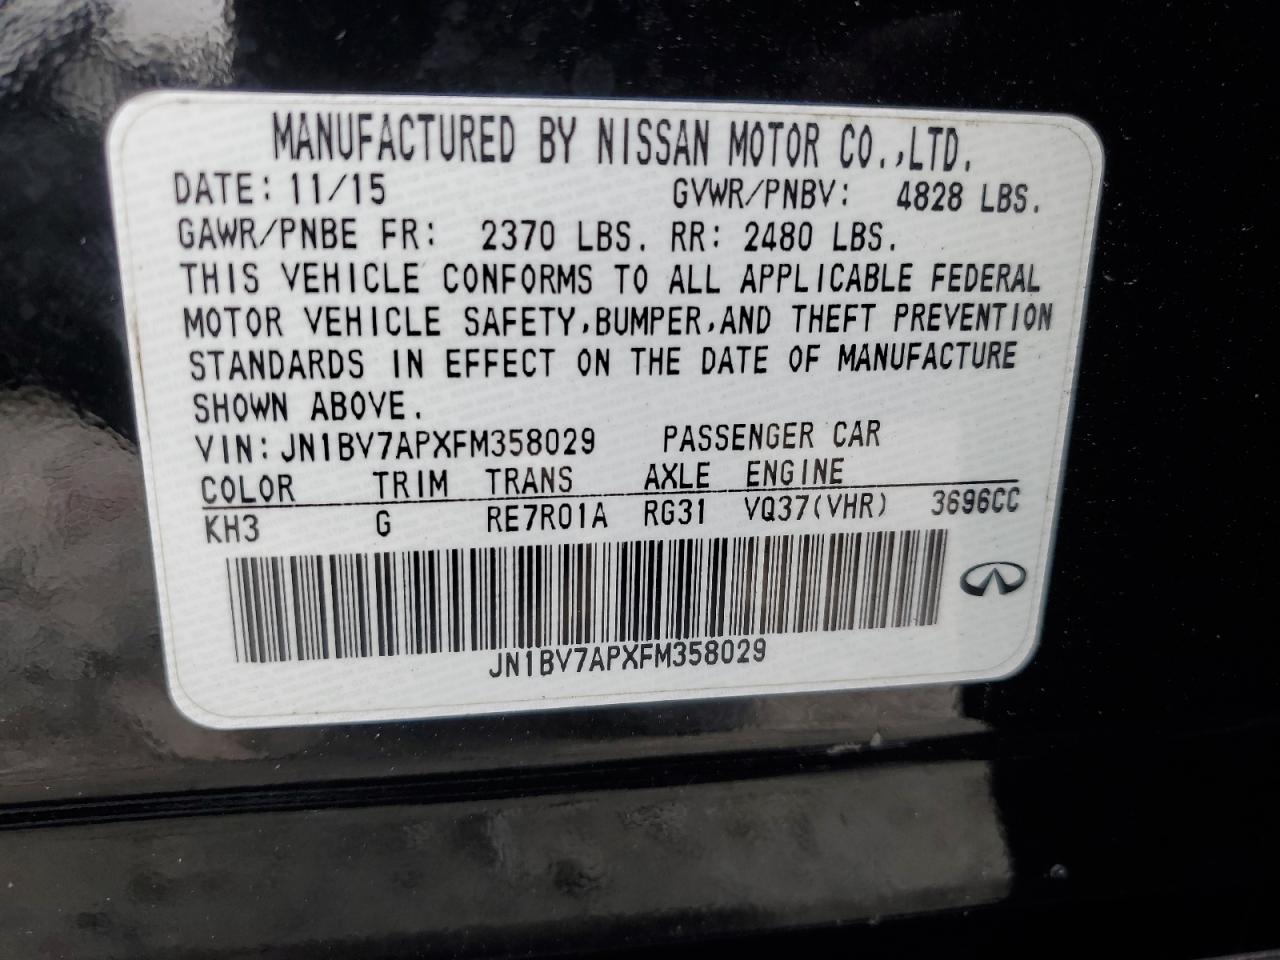 MANUFACTURED BY NISSAN MOTOR CO.,LTD.
DATE: 11/15 GVWR/PNBV: 4828 LBS.
GAWR/PNBE FR: 2370 LBS. RR: 2480 LBS.
THIS VEHICLE CONFORMS TO ALL APPLICABLE FEDERAL
MOTOR VEHICLE SAFETY,BUMPER,AND THEFT PREVENTION
STANDARDS IN EFFECT ON THE DATE OF MANUFACTURE
SHOWN ABOVE.
VIN:JN1BV7APXFM358029 PASSENGER CAR
COLOR TRIM TRANS AXLE ENGINE
KH3 G RE7R01A RG31 VQ37(VHR) 3696CC
JN1BV7APXFM358029